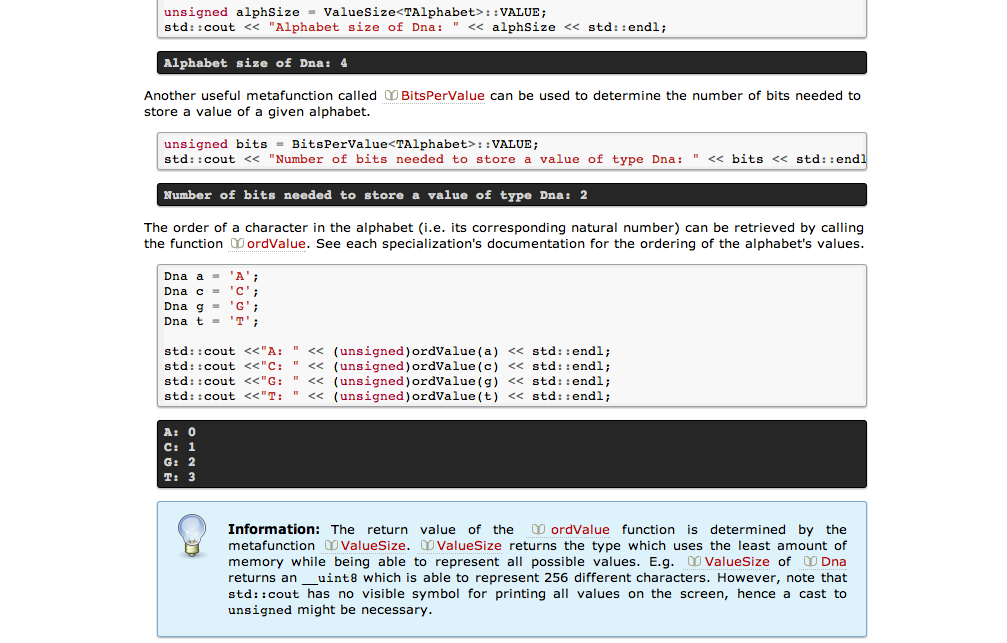 unsigned alphSize = ValueSize<TAlphabet>::VALUE;
std::cout << "Alphabet size of Dna: " << alphSize << std::endl;
Alphabet size of Dna: 4
Another useful metafunction called BitsPerValue can be used to determine the number of bits needed to
store a value of a given alphabet.
unsigned bits = BitsPerValue<TAlphabet>::VALUE;
std::cout << "Number of bits needed to store a value of type Dna: " << bits << std::endl
Number of bits needed to store a value of type Dna: 2
The order of a character in the alphabet (i.e. its corresponding natural number) can be retrieved by calling
the function ordValue. See each specialization's documentation for the ordering of the alphabet's values.
Dna a = 'A';
Dna c = 'C';
Dna g = 'G';
Dna t = 'T';
std::cout <<"A: " << (unsigned)ordValue(a) << std::endl;
std::cout <<"C: " << (unsigned)ordValue(c) << std::endl;
std::cout <<"G: " << (unsigned)ordValue(g) << std::endl;
std::cout <<"T: " << (unsigned)ordValue(t) << std::endl;
A: 0
C: 1
G: 2
T: 3
Information: The return value of the ordValue function is determined by the
metafunction ValueSize. ValueSize returns the type which uses the least amount of
memory while being able to represent all possible values. E.g. ValueSize of Dna
returns an __uint8 which is able to represent 256 different characters. However, note that
std::cout has no visible symbol for printing all values on the screen, hence a cast to
unsigned might be necessary.